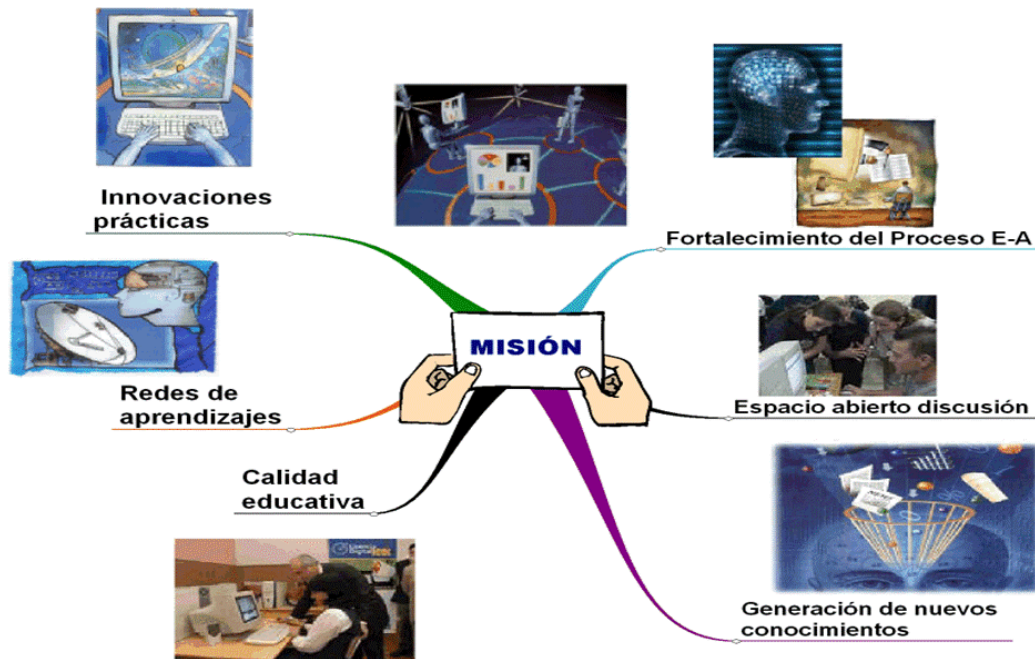 Innovaciones
prácticas
Fortalecimiento del Proceso E-A
MISIÓN
Redes de
aprendizajes
Espacio abierto discusión
Calidad
educativa
Generación de nuevos
conocimientos